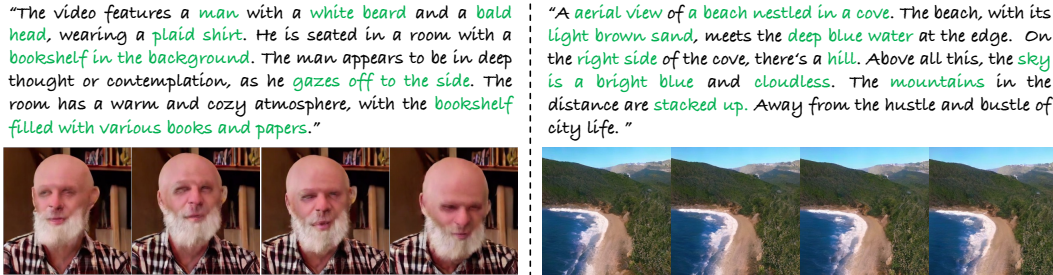 “The video features a man with a white beard and a bald
head, wearing a plaid shirt. He is seated in a room with a
bookshelf in the background. The man appears to be in deep
thought or contemplation, as he gazes off to the side. The
room has a warm and cozy atmosphere, with the bookshelf
filled with various books and papers.”
“A aerial view of a beach nestled in a cove. The beach, with its
light brown sand, meets the deep blue water at the edge. On
the right side of the cove, there's a hill. Above all this, the sky
is a bright blue and cloudless. The mountains in the
distance are stacked up. Away from the hustle and bustle of
city life. ”